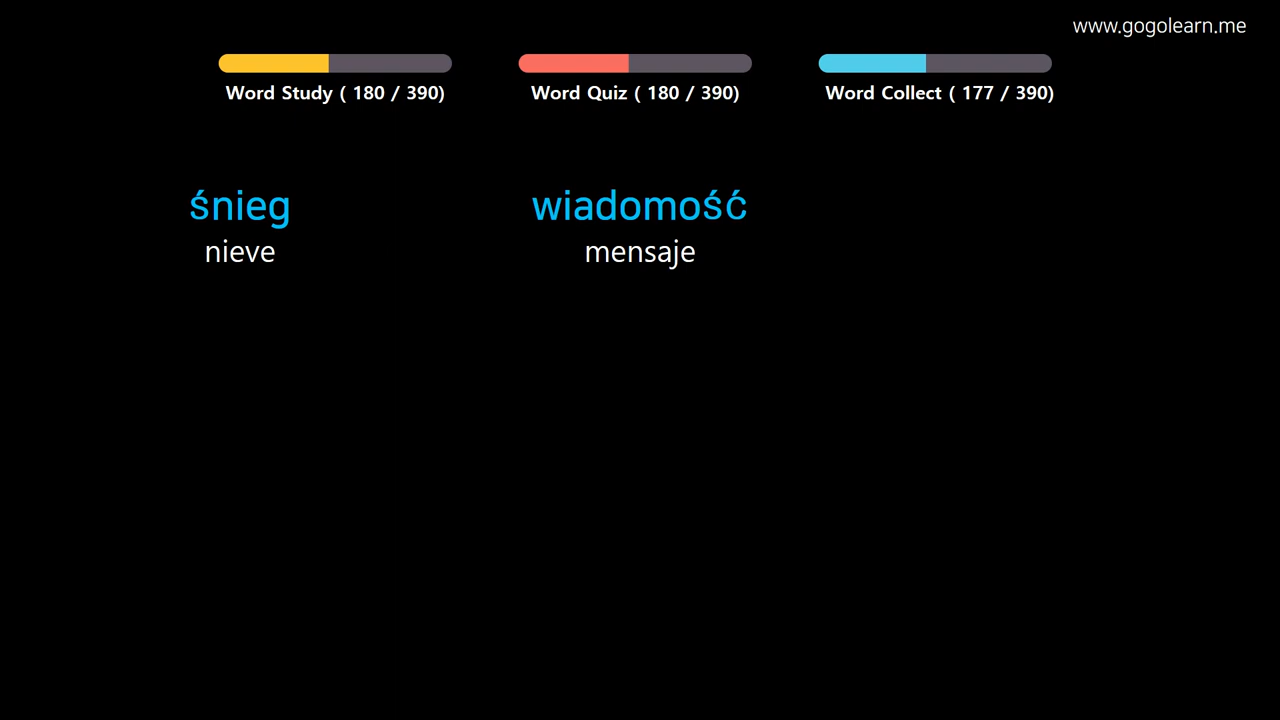 www.gogolearn.me
Word Study ( 180 / 390)
Word Quiz ( 180 / 390)
Word Collect ( 177 / 390)
śnieg
nieve
wiadomość
mensaje